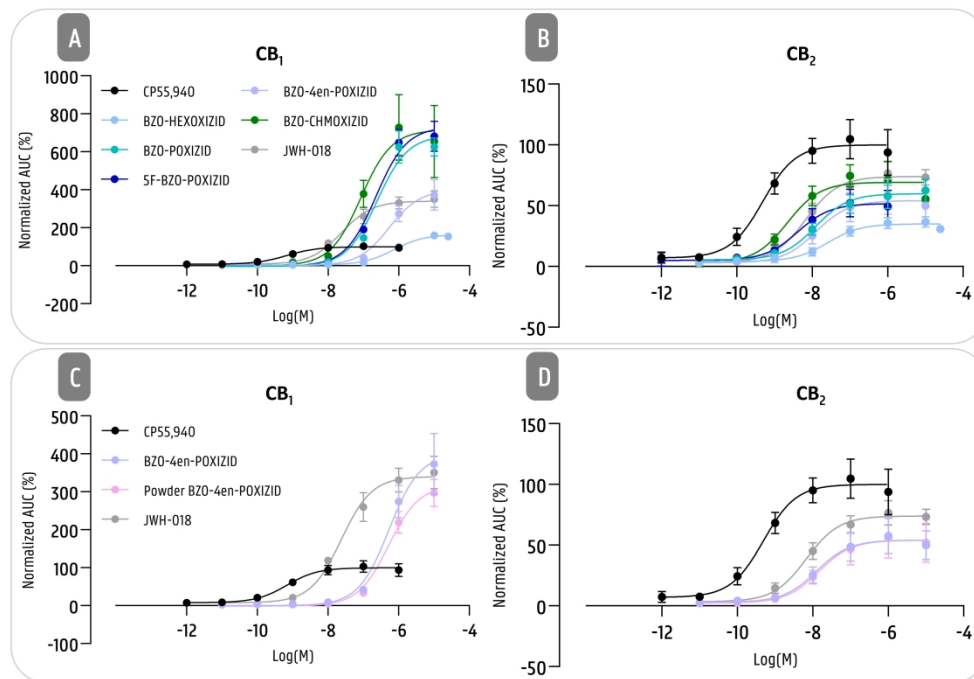 A
CB1
Normalized AUC (%)
1000
800
600
400
200
0
-200
-12
-10
-8
-6
-4
Log(M)
CP55,940
BZO-HEXOXIZID
BZO-POXIZID
5F-BZO-POXIZID
BZO-4en-POXIZID
BZO-CHMOXIZID
JWH-018
B
CB2
Normalized AUC (%)
150
100
50
0
-50
-12
-10
-8
-6
-4
Log(M)
C
CB1
Normalized AUC (%)
500
400
300
200
100
0
-100
-12
-10
-8
-6
-4
Log(M)
CP55,940
BZO-4en-POXIZID
Powder BZO-4en-POXIZID
JWH-018
D
CB2
Normalized AUC (%)
150
100
50
0
-50
-12
-10
-8
-6
-4
Log(M)